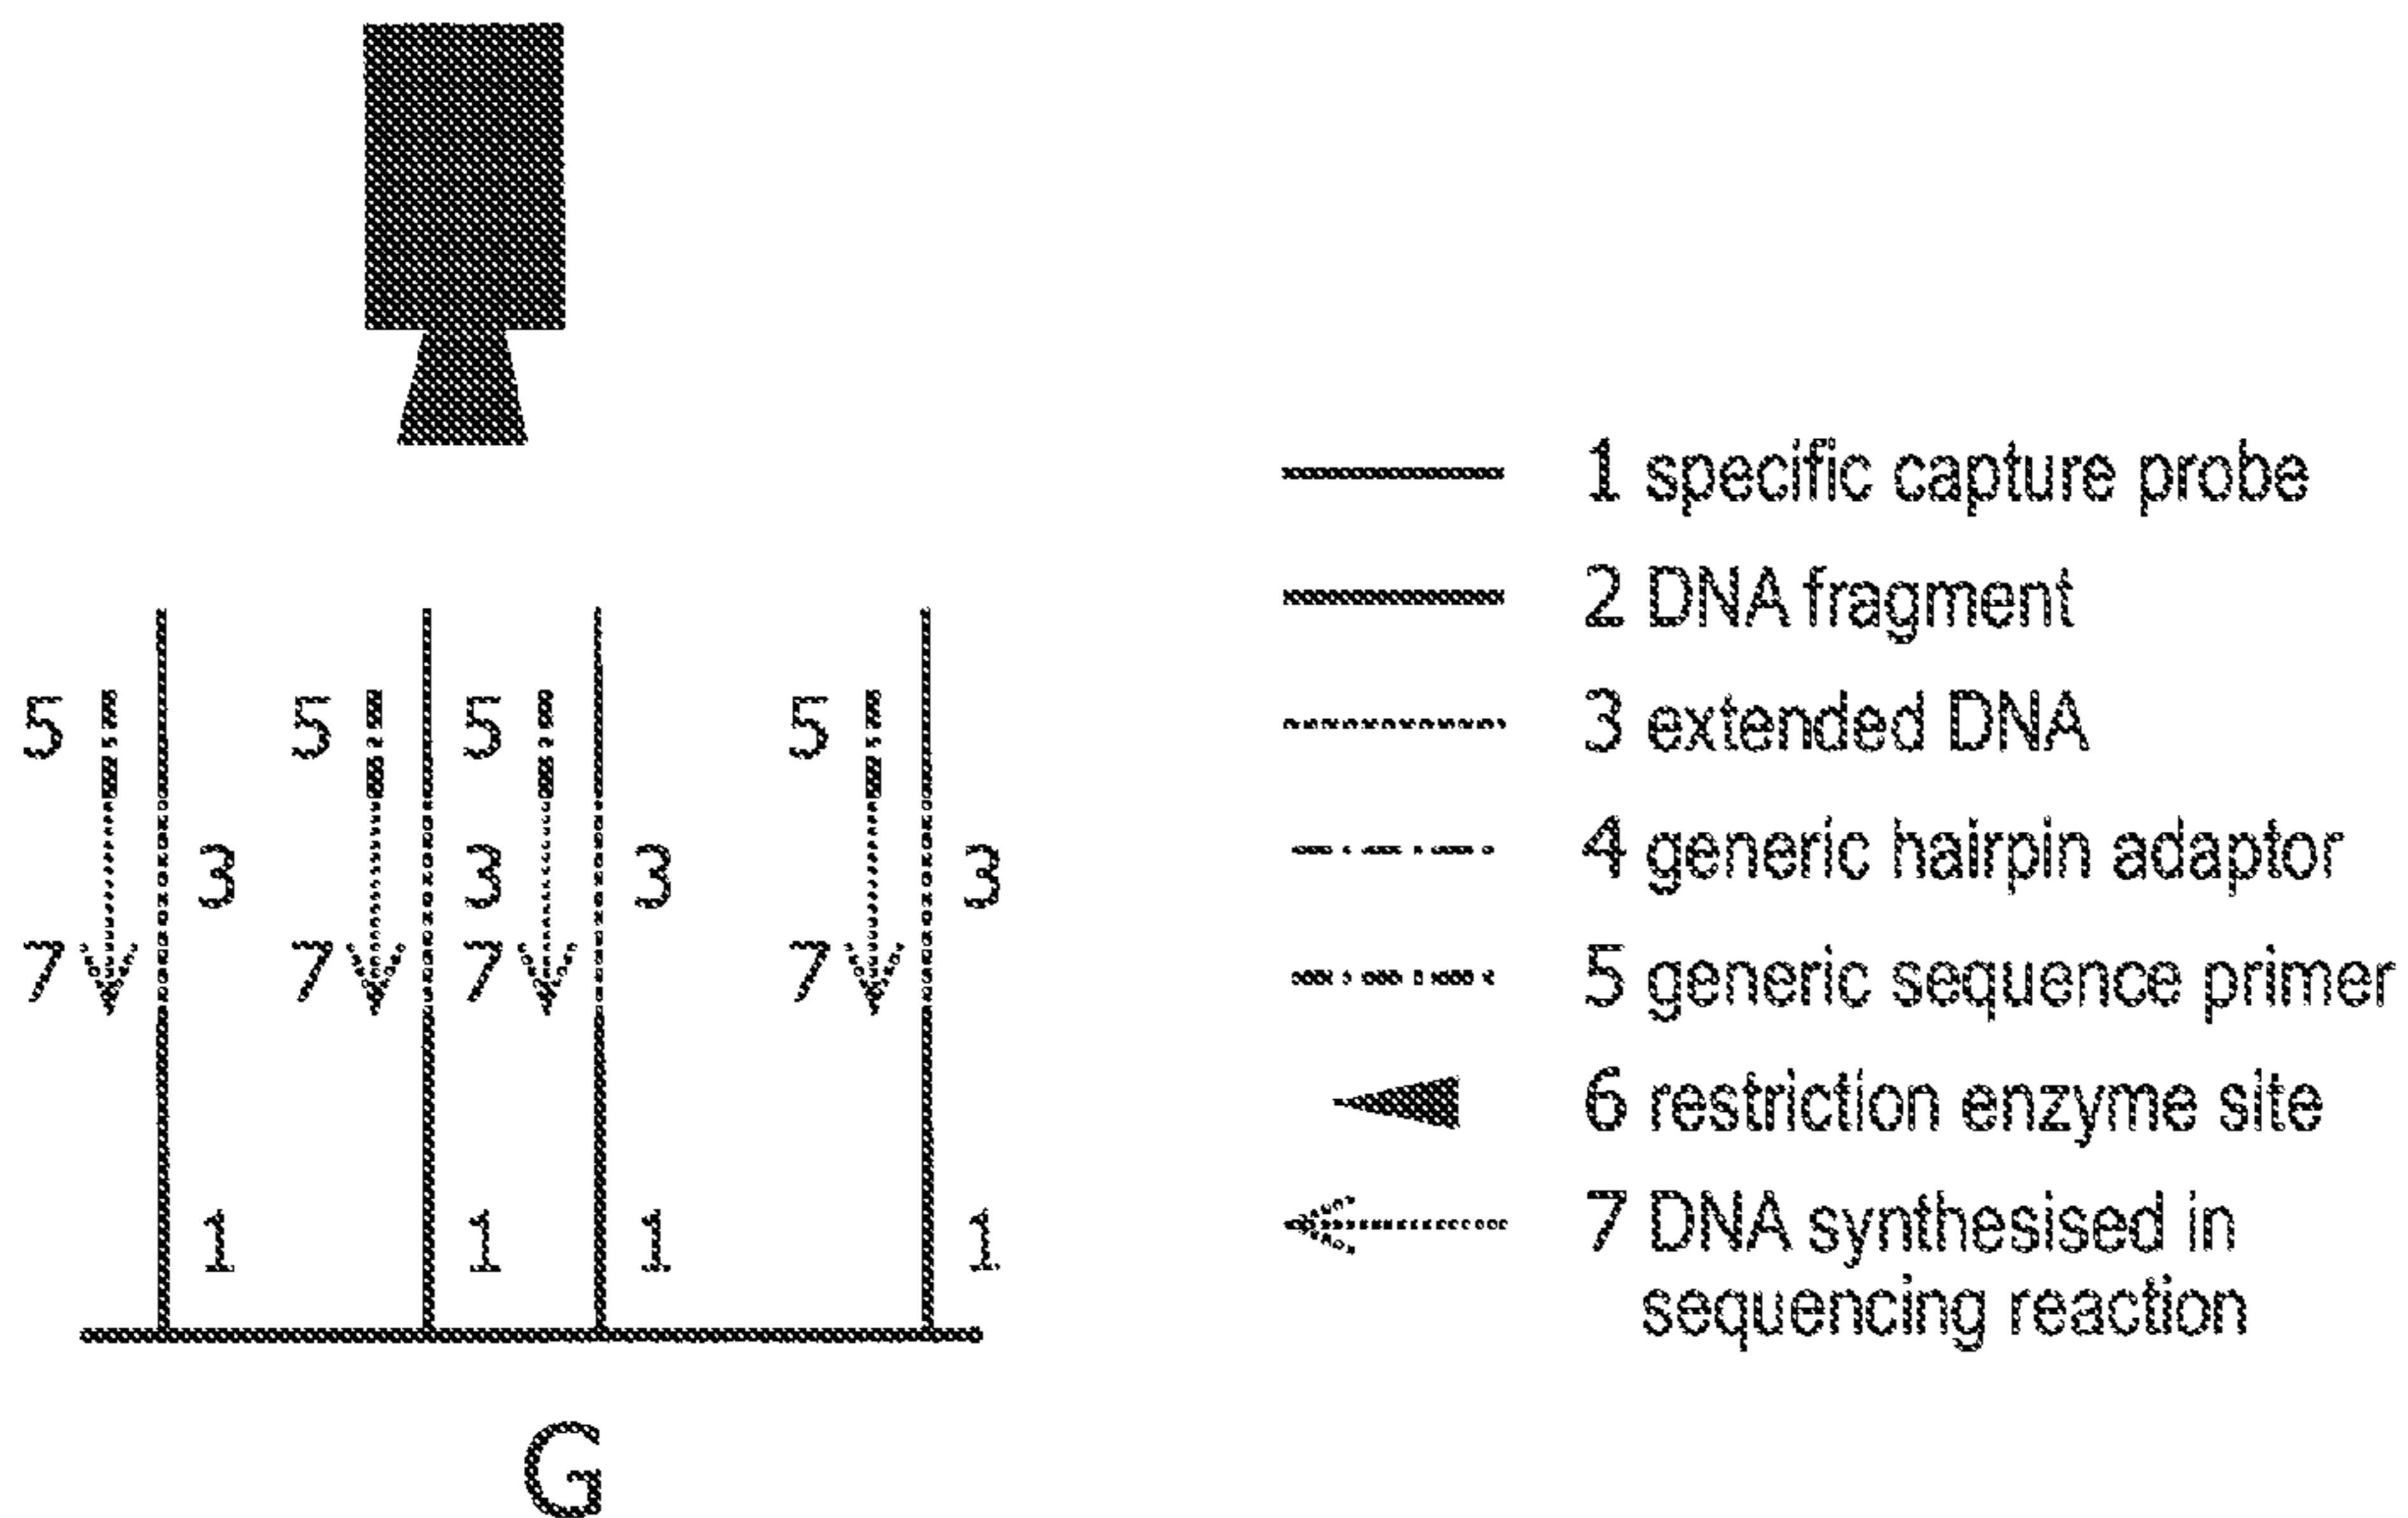 1 specific capture probe
2 DNA fragment
3 extended DNA
4 generic hairpin adaptor
5 5 5 5 5 generic sequence primer
3 3 3 3
7 7 7 7
6 restriction enzyme site
1 1 1 1
7 DNA synthesised in
sequencing reaction
G